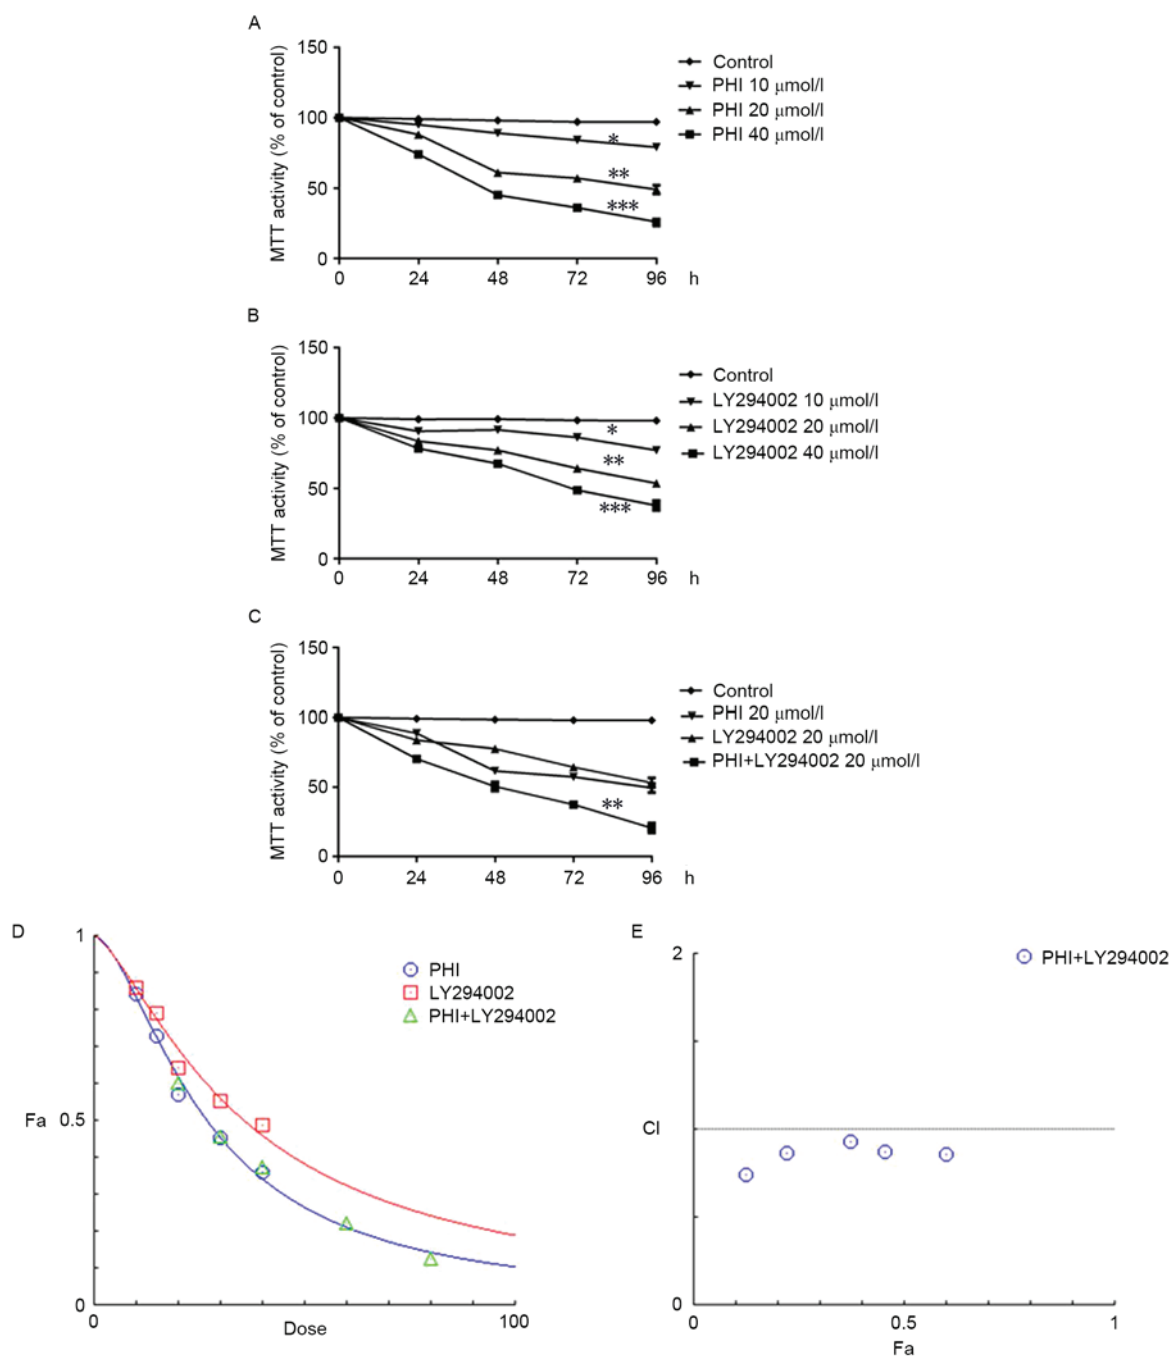 A
MTT activity (% of control)
150
100
50
0
0 24 48 72 96 h
Control
PHI 10 μmol/l
PHI 20 μmol/l
PHI 40 μmol/l
*
**
***
B
MTT activity (% of control)
150
100
50
0
0 24 48 72 96 h
Control
LY294002 10 μmol/l
LY294002 20 μmol/l
LY294002 40 μmol/l
*
**
***
C
MTT activity (% of control)
150
100
50
0
0 24 48 72 96 h
Control
PHI 20 μmol/l
LY294002 20 μmol/l
PHI+LY294002 20 μmol/l
**
D
1
Fa 0.5
0
0 Dose 100
PHI
LY294002
PHI+LY294002
E
2
CI
0
0 0.5 1
Fa
PHI+LY294002